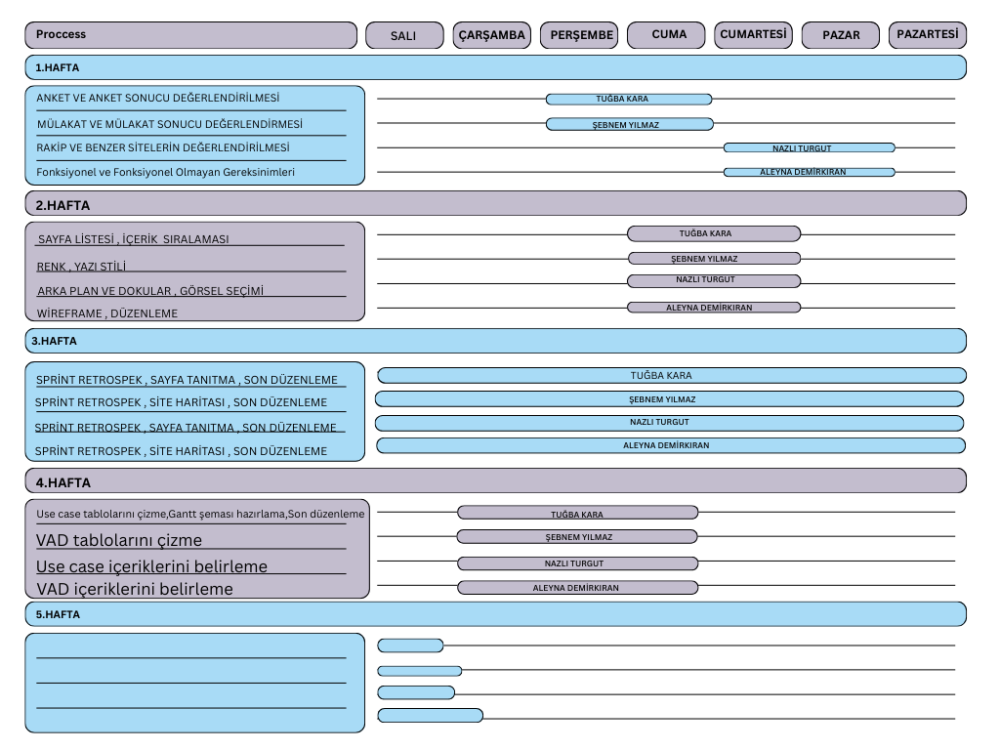 Proccess SALI ÇARŞAMBA PERŞEMBE CUMA CUMARTESİ PAZAR PAZARTESİ
1.HAFTA
ANKET VE ANKET SONUCU DEĞERLENDİRİLMESİ TUĞBA KARA
MÜLAKAT VE MÜLAKAT SONUCU DEĞERLENDİRMESİ ŞEBNEM YILMAZ
RAKİP VE BENZER SİTELERİN DEĞERLENDİRİLMESİ NAZLI TURGUT
Fonksiyonel ve Fonksiyonel Olmayan Gereksinimleri ALEYNA DEMİRKIRAN
2.HAFTA
SAYFA LİSTESİ , İÇERİK SIRALAMASI TUĞBA KARA
RENK , YAZI STİLİ ŞEBNEM YILMAZ
ARKA PLAN VE DOKULAR , GÖRSEL SEÇİMİ NAZLI TURGUT
WİREFRAME , DÜZENLEME ALEYNA DEMİRKIRAN
3.HAFTA
SPRİNT RETROSPEK , SAYFA TANITMA , SON DÜZENLEME TUĞBA KARA
SPRİNT RETROSPEK , SİTE HARİTASI , SON DÜZENLEME ŞEBNEM YILMAZ
SPRİNT RETROSPEK , SAYFA TANITMA , SON DÜZENLEME NAZLI TURGUT
SPRİNT RETROSPEK , SİTE HARİTASI , SON DÜZENLEME ALEYNA DEMİRKIRAN
4.HAFTA
Use case tablolarını çizme,Gantt şeması hazırlama,Son düzenleme TUĞBA KARA
VAD tablolarını çizme ŞEBNEM YILMAZ
Use case içeriklerini belirleme NAZLI TURGUT
VAD içeriklerini belirleme ALEYNA DEMİRKIRAN
5.HAFTA